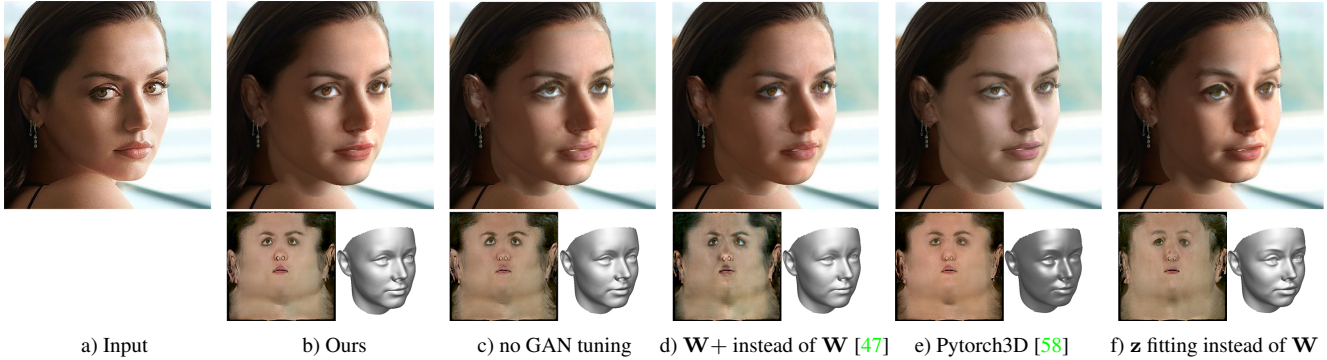 a) Input b) Ours c) no GAN tuning d) W+ instead of W [47] e) Pytorch3D [58] f) z fitting instead of W